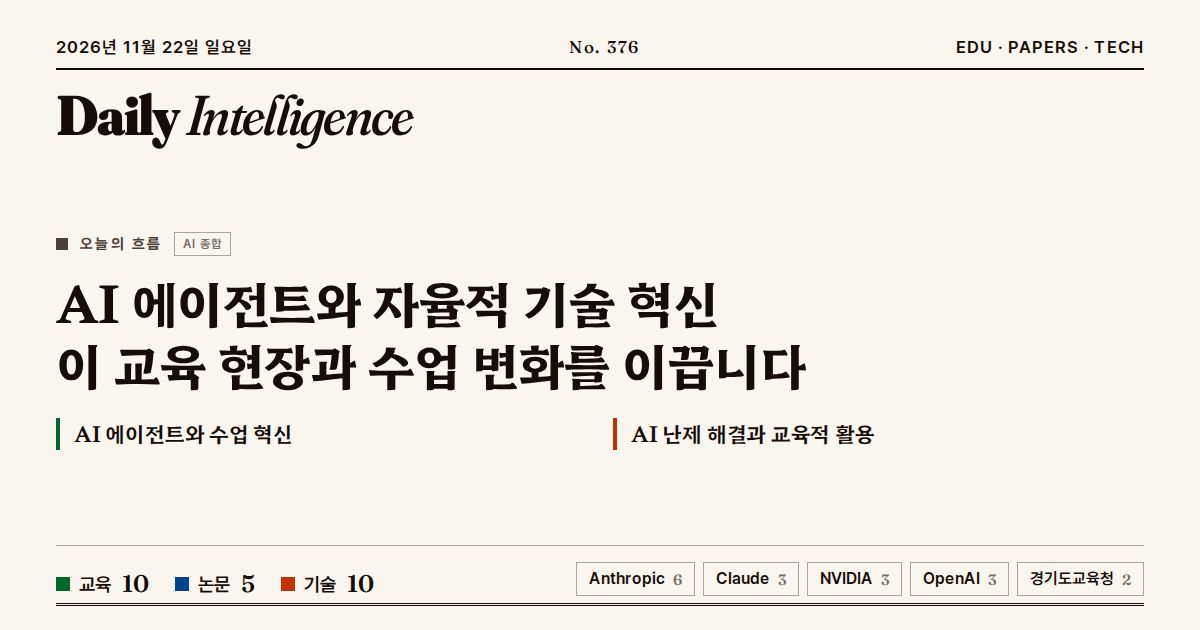 2026년 11월 22일 일요일 No. 376 EDU · PAPERS · TECH
Daily Intelligence
오늘의 흐름 AI 종합
AI 에이전트와 자율적 기술 혁신
이 교육 현장과 수업 변화를 이끕니다
AI 에이전트와 수업 혁신 AI 난제 해결과 교육적 활용
교육 10 논문 5 기술 10 Anthropic 6 Claude 3 NVIDIA 3 OpenAI 3 경기도교육청 2